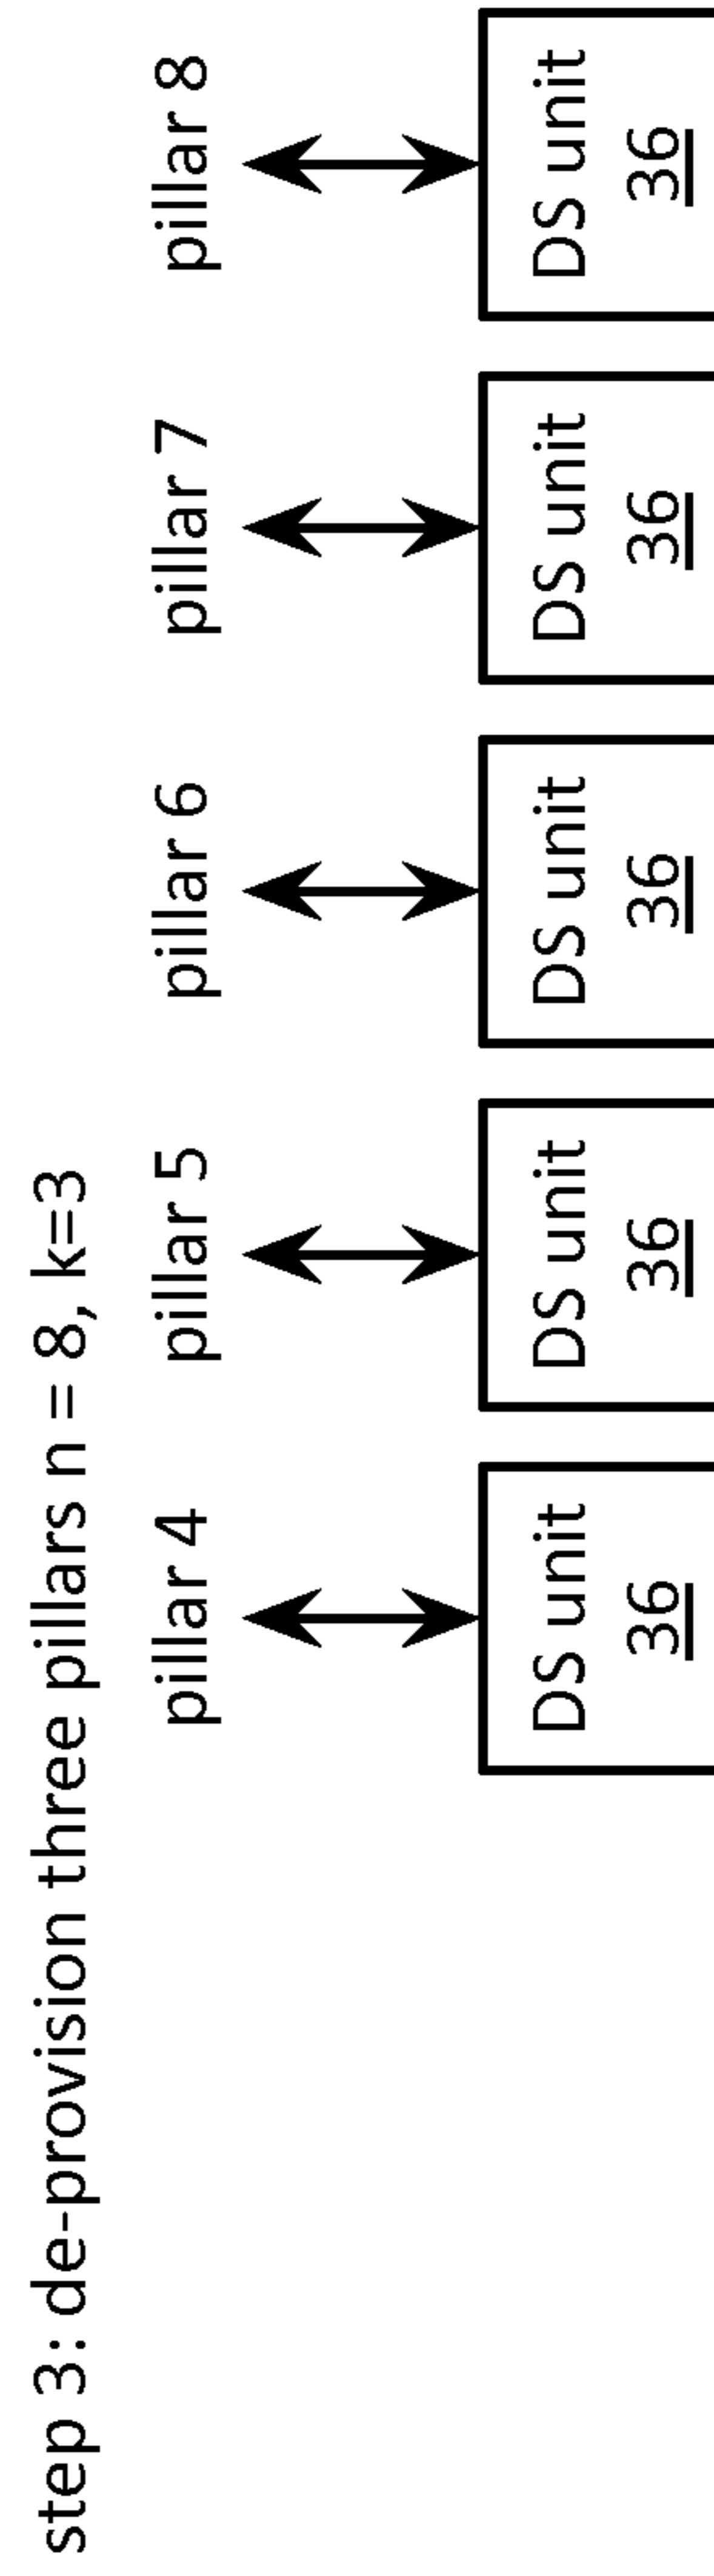 step 3: de-provision three pillars n = 8, k=3
pillar 4 pillar 5 pillar 6 pillar 7 pillar 8
DS unit DS unit DS unit DS unit DS unit
36 36 36 36 36